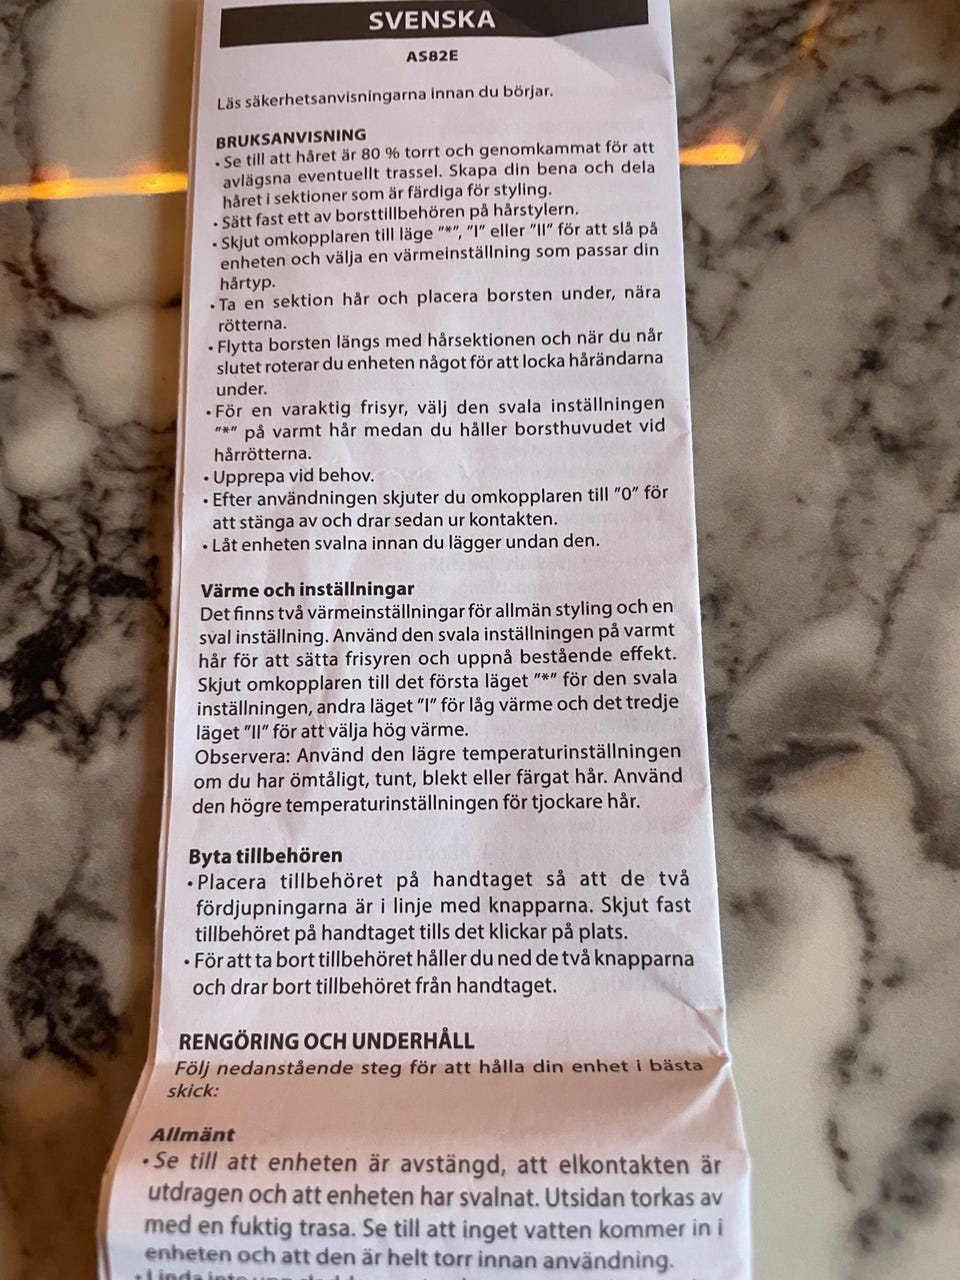 SVENSKA
AS82E
Läs säkerhetsanvisningarna innan du börjar.
BRUKSANVISNING
• Se till att håret är 80 % torrt och genomkammat för att
avlägsna eventuellt trassel. Skapa din bena och dela
håret i sektioner som är färdiga för styling.
• Sätt fast ett av borsttillbehören på hårstylern.
• Skjut omkopplaren till läge "*", "I" eller "II" för att slå på
enheten och välja en värmeinställning som passar din
hårtyp.
• Ta en sektion hår och placera borsten under, nära
rötterna.
• Flytta borsten längs med hårsektionen och när du når
slutet roterar du enheten något för att locka hårändarna
under.
• För en varaktig frisyr, välj den svala inställningen
"*" på varmt hår medan du håller borsthuvudet vid
hårrötterna.
• Upprepa vid behov.
• Efter användningen skjuter du omkopplaren till "0" för
att stänga av och drar sedan ur kontakten.
• Låt enheten svalna innan du lägger undan den.
Värme och inställningar
Det finns två värmeinställningar för allmän styling och en
sval inställning. Använd den svala inställningen på varmt
hår för att sätta frisyren och uppnå bestående effekt.
Skjut omkopplaren till det första läget "*" för den svala
inställningen, andra läget "I" för låg värme och det tredje
läget "II" för att välja hög värme.
Observera: Använd den lägre temperaturinställningen
om du har ömtåligt, tunt, blekt eller färgat hår. Använd
den högre temperaturinställningen för tjockare hår.
Byta tillbehören
• Placera tillbehöret på handtaget så att de två
fördjupningarna är i linje med knapparna. Skjut fast
tillbehöret på handtaget tills det klickar på plats.
• För att ta bort tillbehöret håller du ned de två knapparna
och drar bort tillbehöret från handtaget.
RENGÖRING OCH UNDERHÅLL
Följ nedanstående steg för att hålla din enhet i bästa
skick:
Allmänt
• Se till att enheten är avstängd, att elkontakten är
utdragen och att enheten har svalnat. Utsidan torkas av
med en fuktig trasa. Se till att inget vatten kommer in i
enheten och att den är helt torr innan användning.
• Linda inte